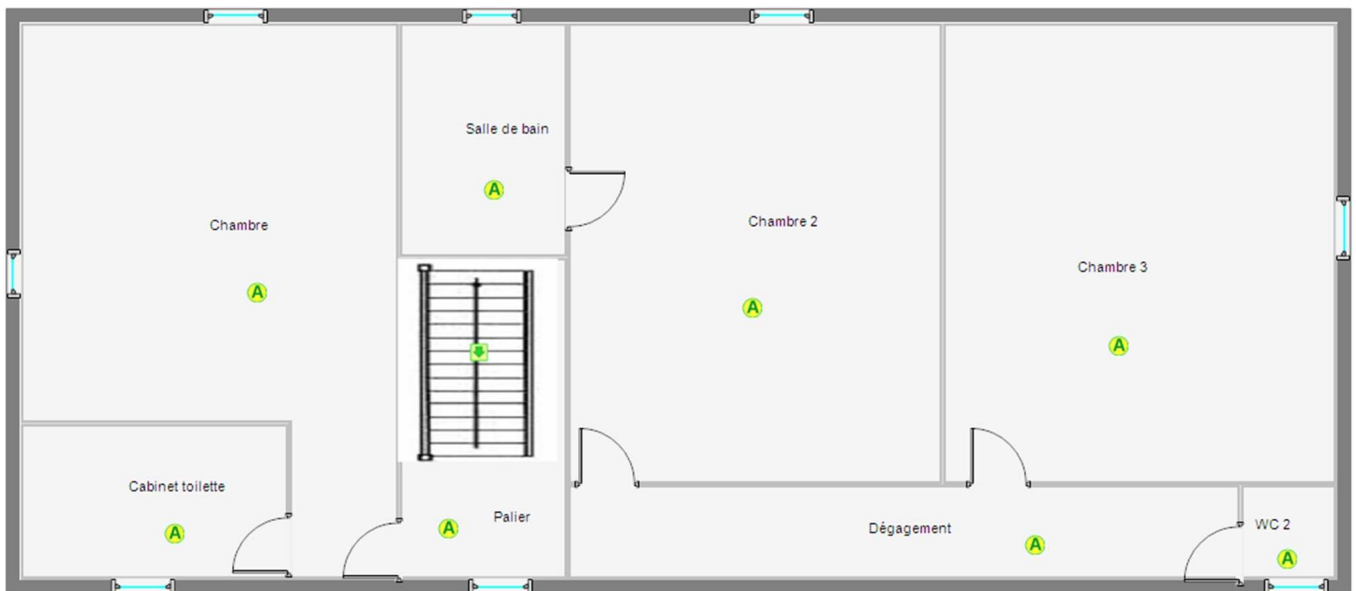 Salle de bain
A
Chambre
A
Chambre 2
A
Chambre 3
A
Cabinet toilette
A
Palier
A
Dégagement
A
WC 2
A